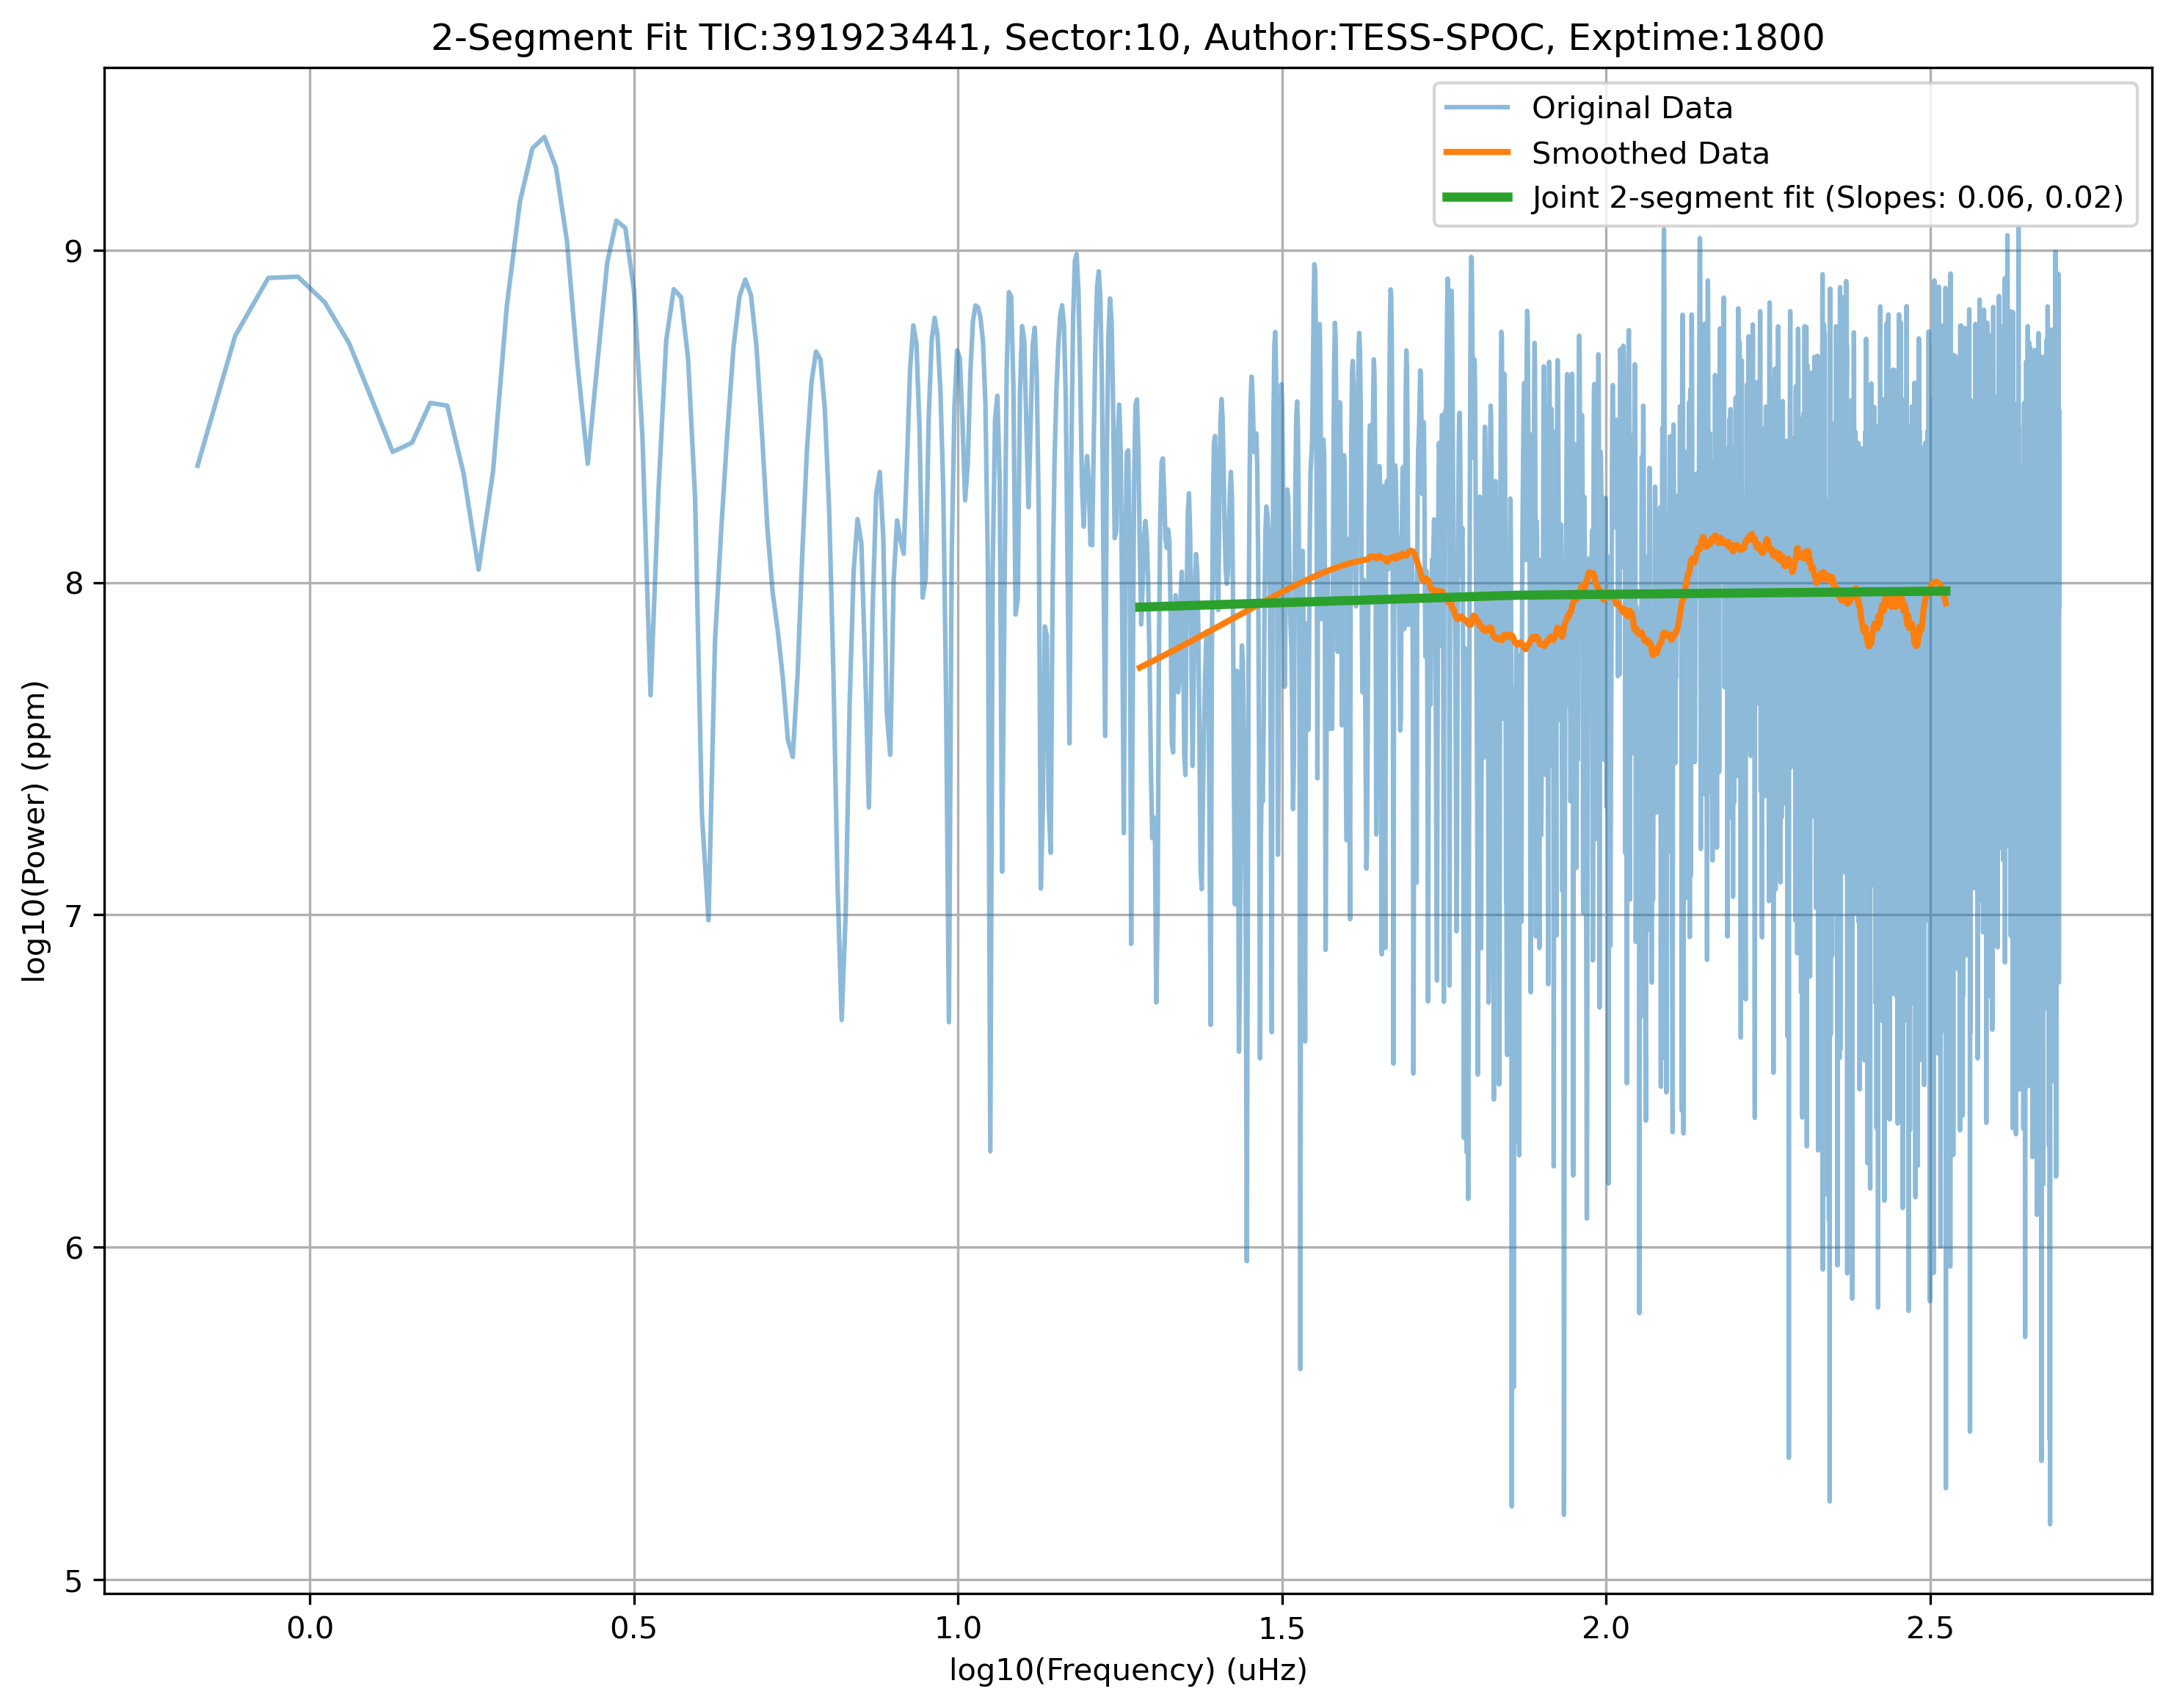 2-Segment Fit TIC:391923441, Sector:10, Author:TESS-SPOC, Exptime:1800
Original Data
Smoothed Data
Joint 2-segment fit (Slopes: 0.06, 0.02)
log10(Power) (ppm)
9
8
7
6
5
0.0 0.5 1.0 1.5 2.0 2.5
log10(Frequency) (uHz)